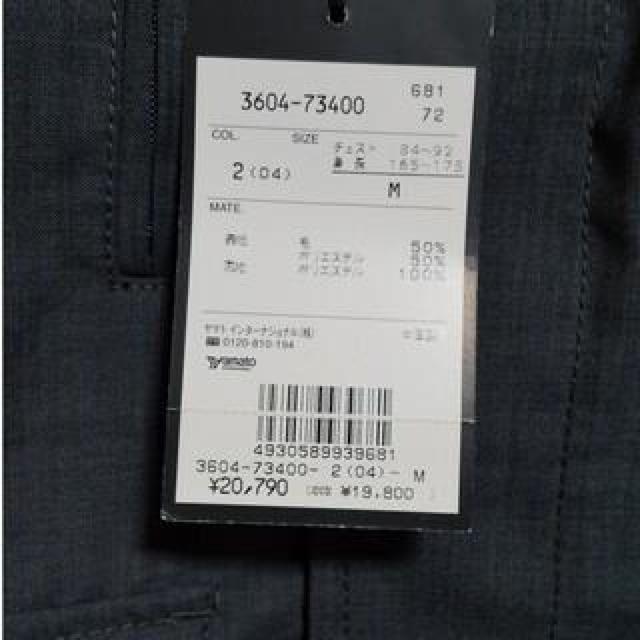 3604-73400 681
72
COL. SIZE チェスト 84-92
身長 165-175
2(04) M
MATE.
表地 毛 50%
ポリエステル 50%
裏地 ポリエステル 100%
ヤマト インターナショナル(株)
0120-810-194
Yamato
4930589939681
3604-73400- 2(04)- M
¥20,790 ¥19,800